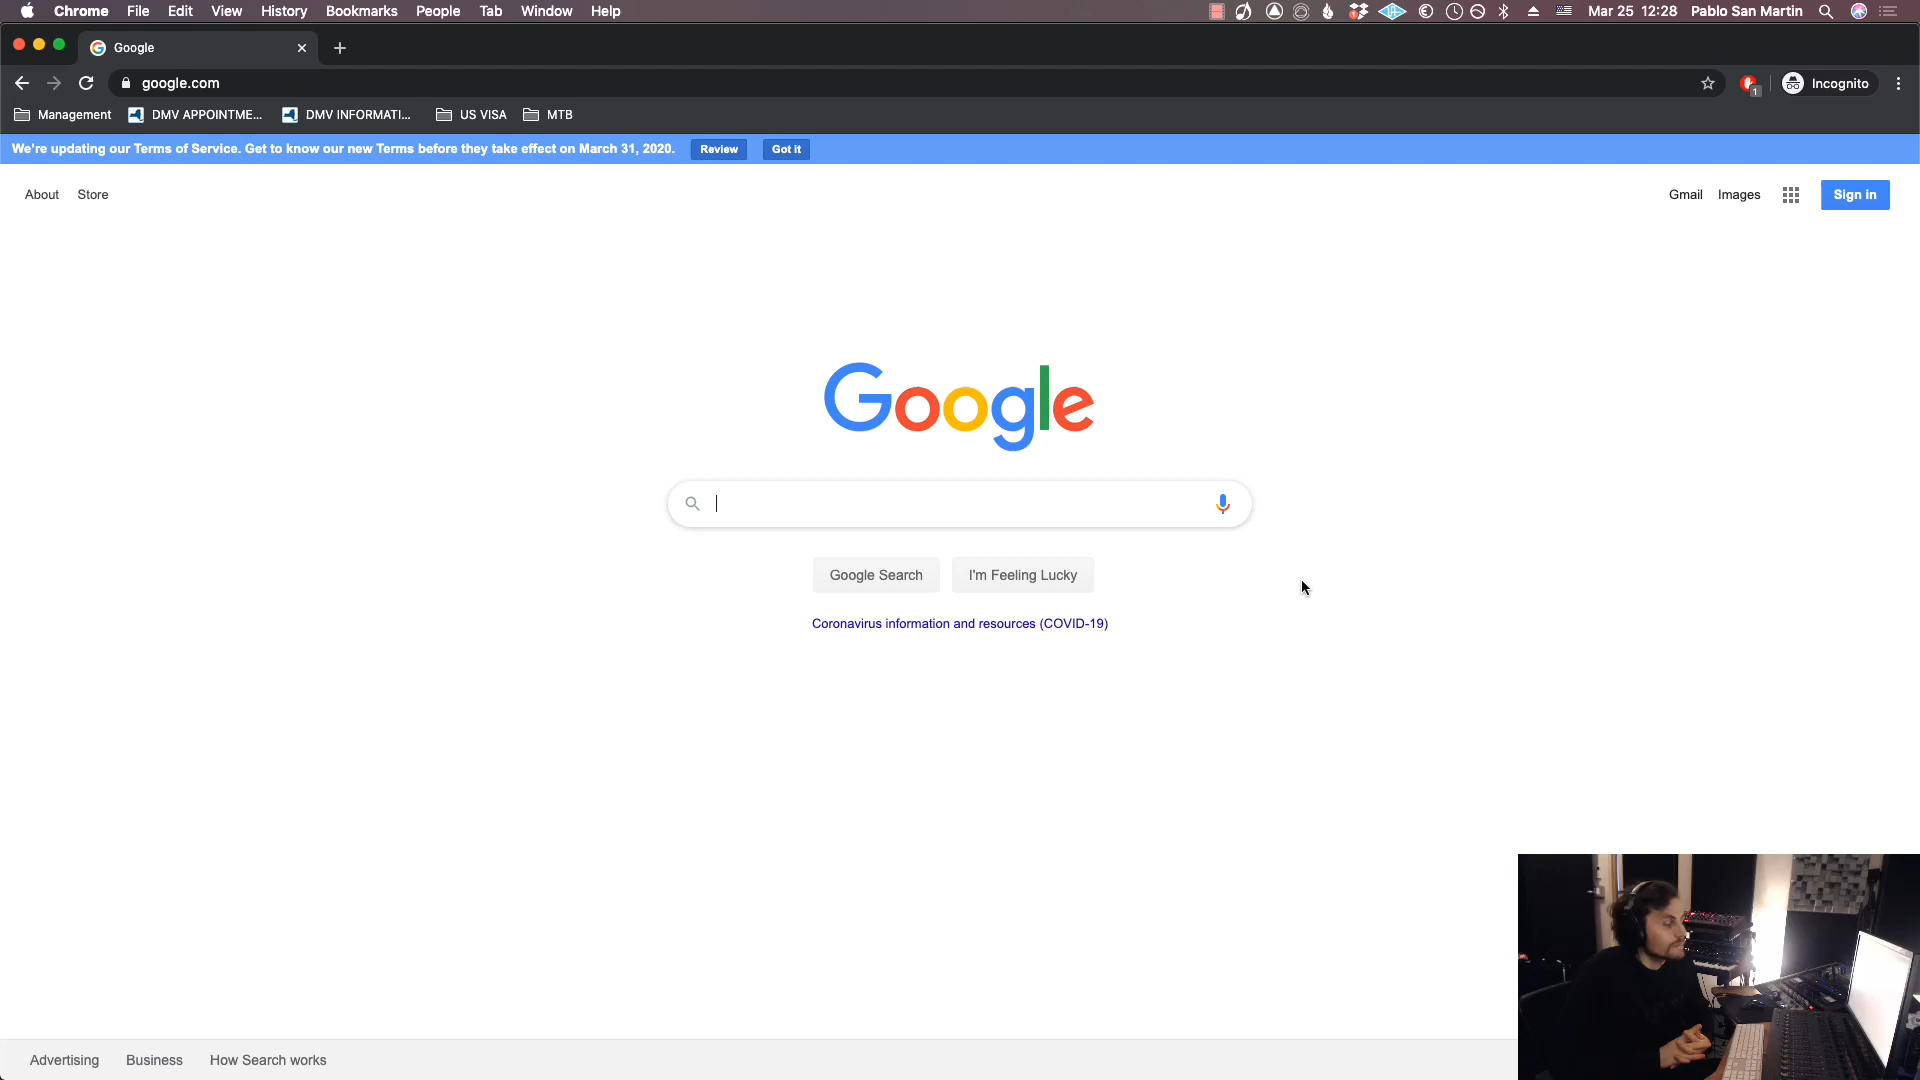 Chrome File Edit View History Bookmarks People Tab Window Help Mar 25 12:28 Pablo San Martin
Google
google.com Incognito
Management DMV APPOINTME... DMV INFORMATI... US VISA MTB
We're updating our Terms of Service. Get to know our new Terms before they take effect on March 31, 2020. Review Got it
About Store Gmail Images Sign in
Google
Google Search I'm Feeling Lucky
Coronavirus information and resources (COVID-19)
Advertising Business How Search works